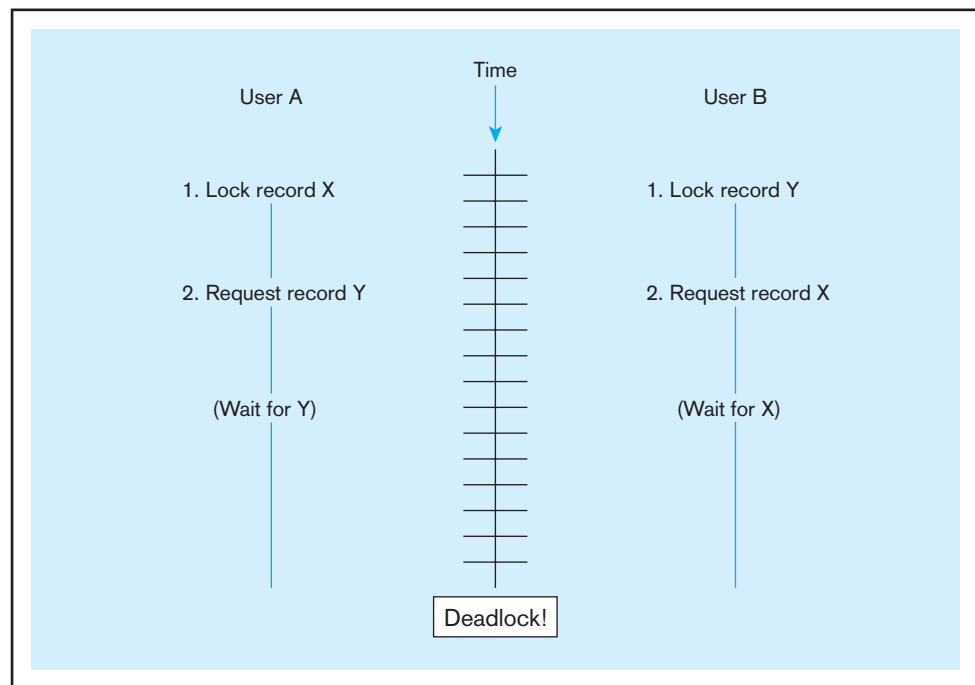 Time
User A
User B
1. Lock record X
1. Lock record Y
2. Request record Y
2. Request record X
(Wait for Y)
(Wait for X)
Deadlock!